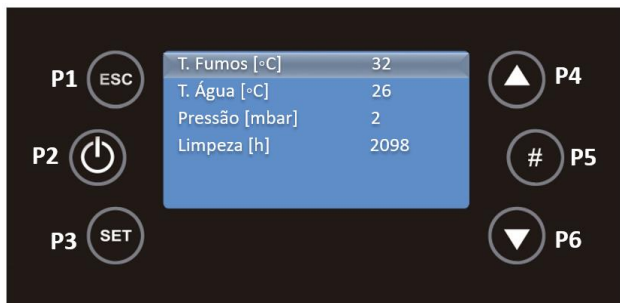 P1 ESC
P2
P3 SET
T. Fumos [°C] 32
T. Água [°C] 26
Pressão [mbar] 2
Limpeza [h] 2098
P4
# P5
P6